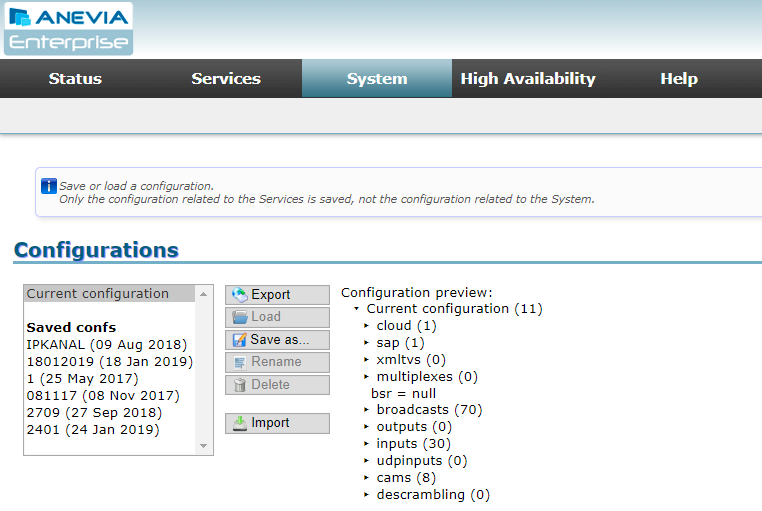 ANEVIA
Enterprise
Status Services System High Availability Help
Save or load a configuration.
Only the configuration related to the Services is saved, not the configuration related to the System.
Configurations
Current configuration
Saved confs
IPKANAL (09 Aug 2018)
18012019 (18 Jan 2019)
1 (25 May 2017)
081117 (08 Nov 2017)
2709 (27 Sep 2018)
2401 (24 Jan 2019)
Export
Load
Save as...
Rename
Delete
Import
Configuration preview:
Current configuration (11)
cloud (1)
sap (1)
xmltvs (0)
multiplexes (0)
bsr = null
broadcasts (70)
outputs (0)
inputs (30)
udpinputs (0)
cams (8)
descrambling (0)